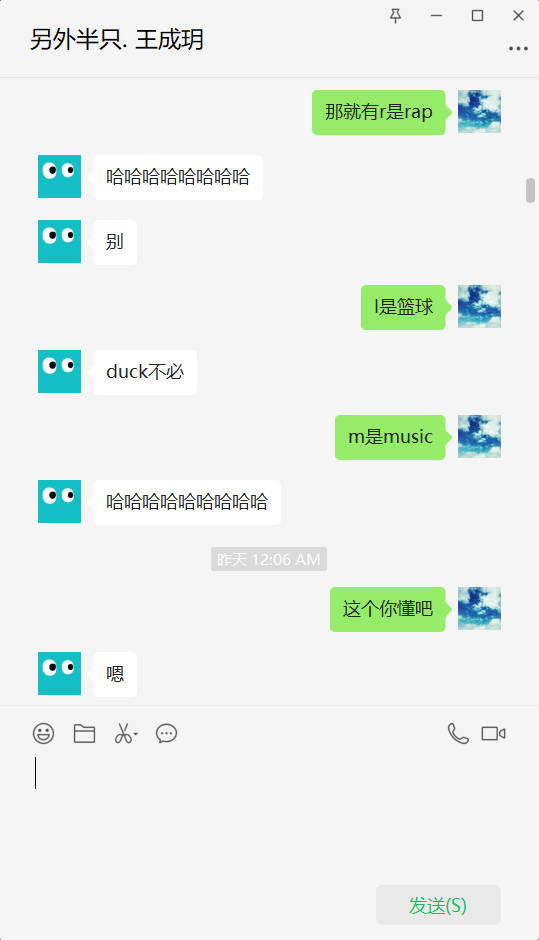 另外半只. 王成玥
那就有r是rap
哈哈哈哈哈哈哈哈
别
l是篮球
duck不必
m是music
哈哈哈哈哈哈哈哈哈
昨天 12:06 AM
这个你懂吧
嗯
发送(S)